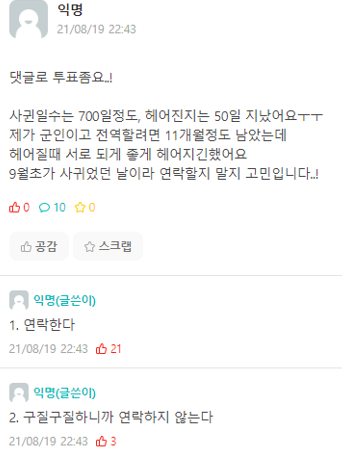 익명
21/08/19 22:43
댓글로 투표좀요..!
사귄일수는 700일정도, 헤어진지는 50일 지났어요ㅜㅜ
제가 군인이고 전역할려면 11개월정도 남았는데
헤어질때 서로 되게 좋게 헤어지긴했어요
9월초가 사귀었던 날이라 연락할지 말지 고민입니다..!
0 10 0
공감 스크랩
익명(글쓴이)
1. 연락한다
21/08/19 22:43 21
익명(글쓴이)
2. 구질구질하니까 연락하지 않는다
21/08/19 22:43 3